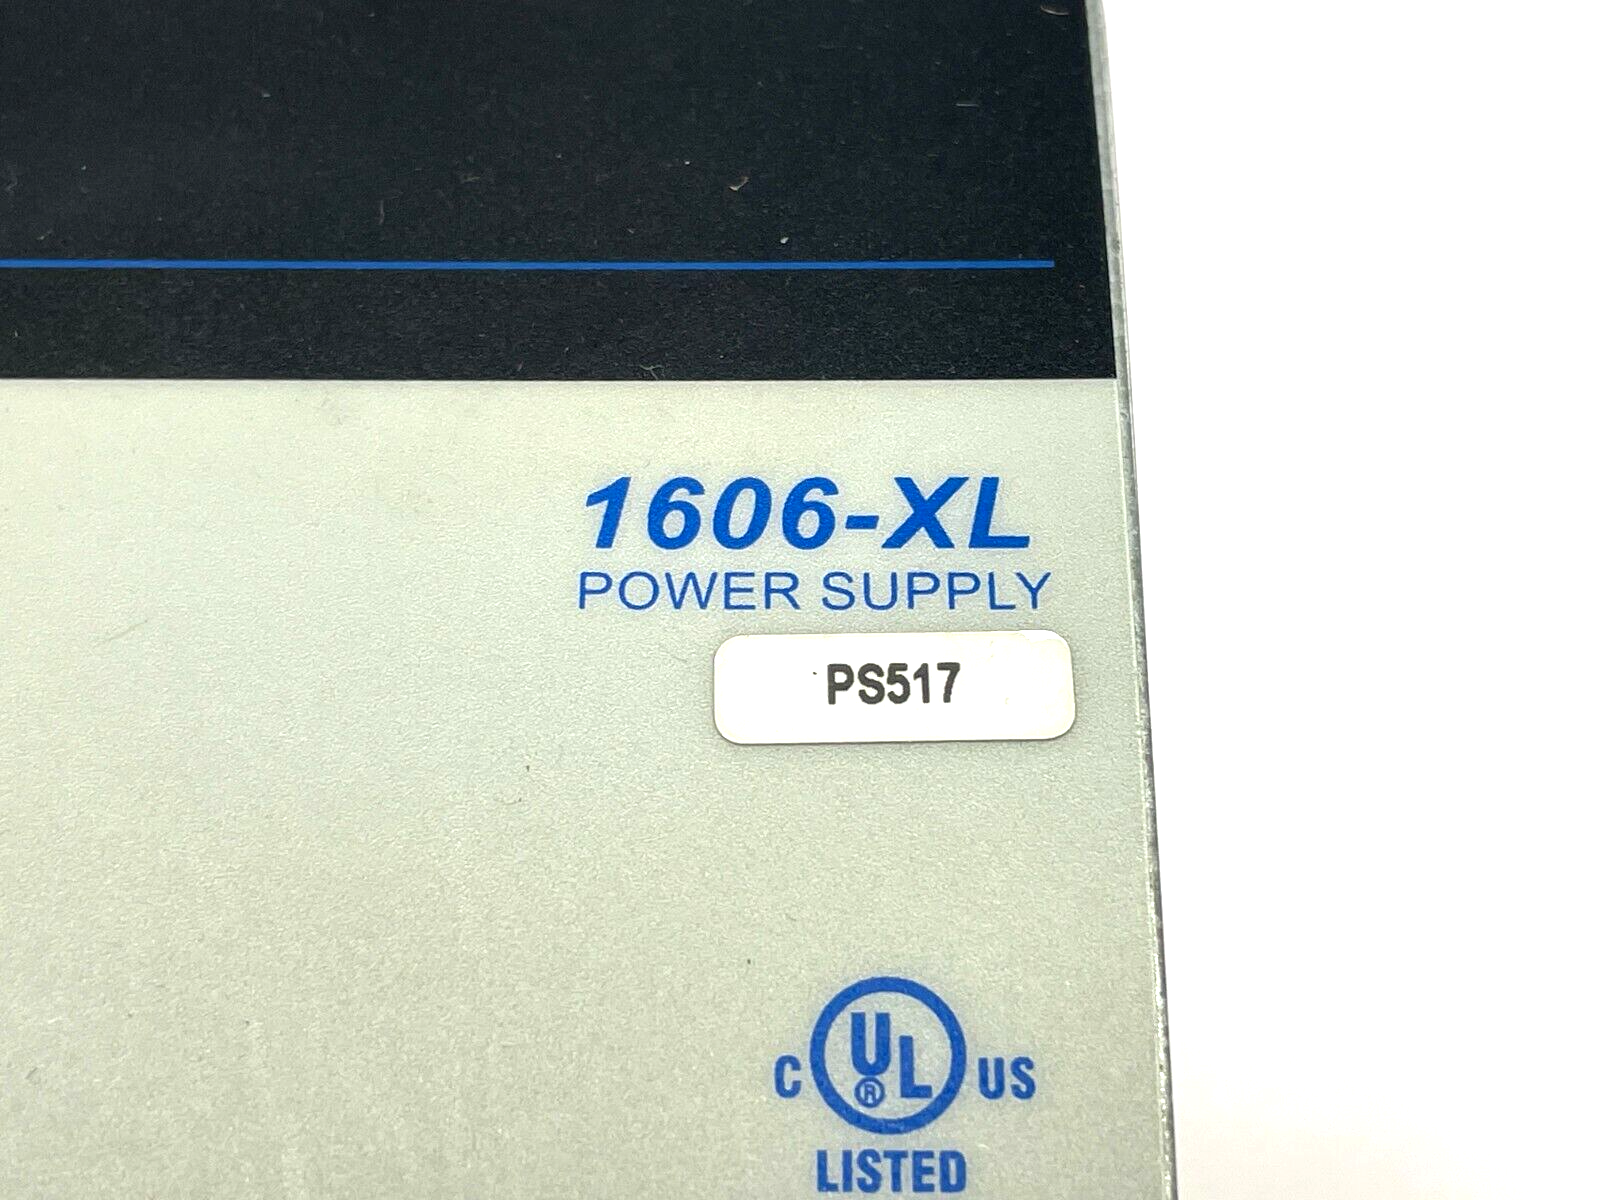 1606-XL
POWER SUPPLY
PS517
C UL® US
LISTED